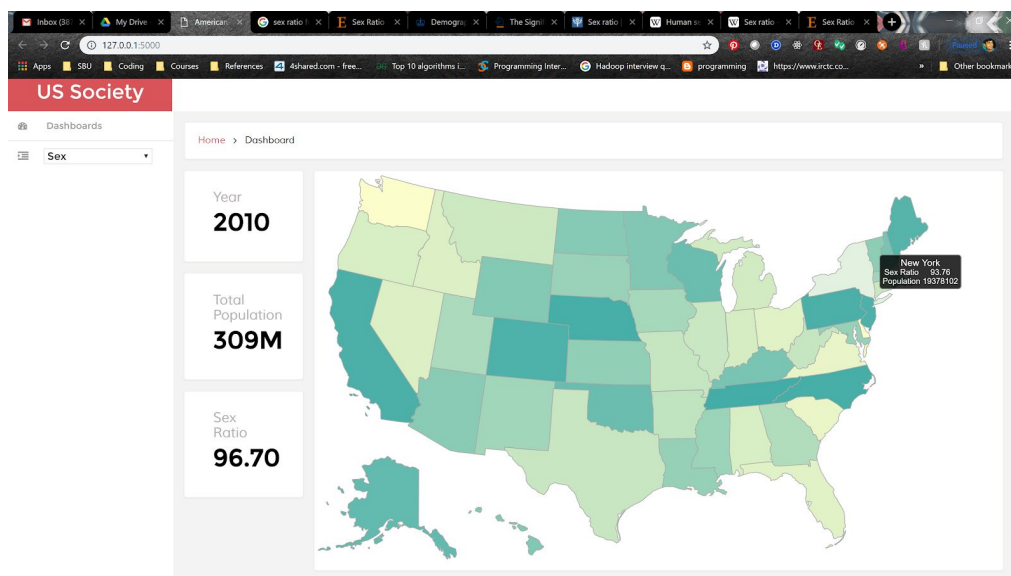 Inbox (38
My Drive
American
sex ratio
Sex Ratio
Demograp
The Signif
Sex ratio
Human se
Sex ratio
Sex Ratio
127.0.0.1:5000
Paused
Apps
SBU
Coding
Courses
References
4shared.com - free...
Top 10 algorithms i...
Programming Inter...
Hadoop interview q...
programming
https://www.irctc.co...
»
Other bookmark
US Society
Dashboards
Sex
Home > Dashboard
Year
2010
Total
Population
309M
Sex
Ratio
96.70
New York
Sex Ratio 93.76
Population 19378102